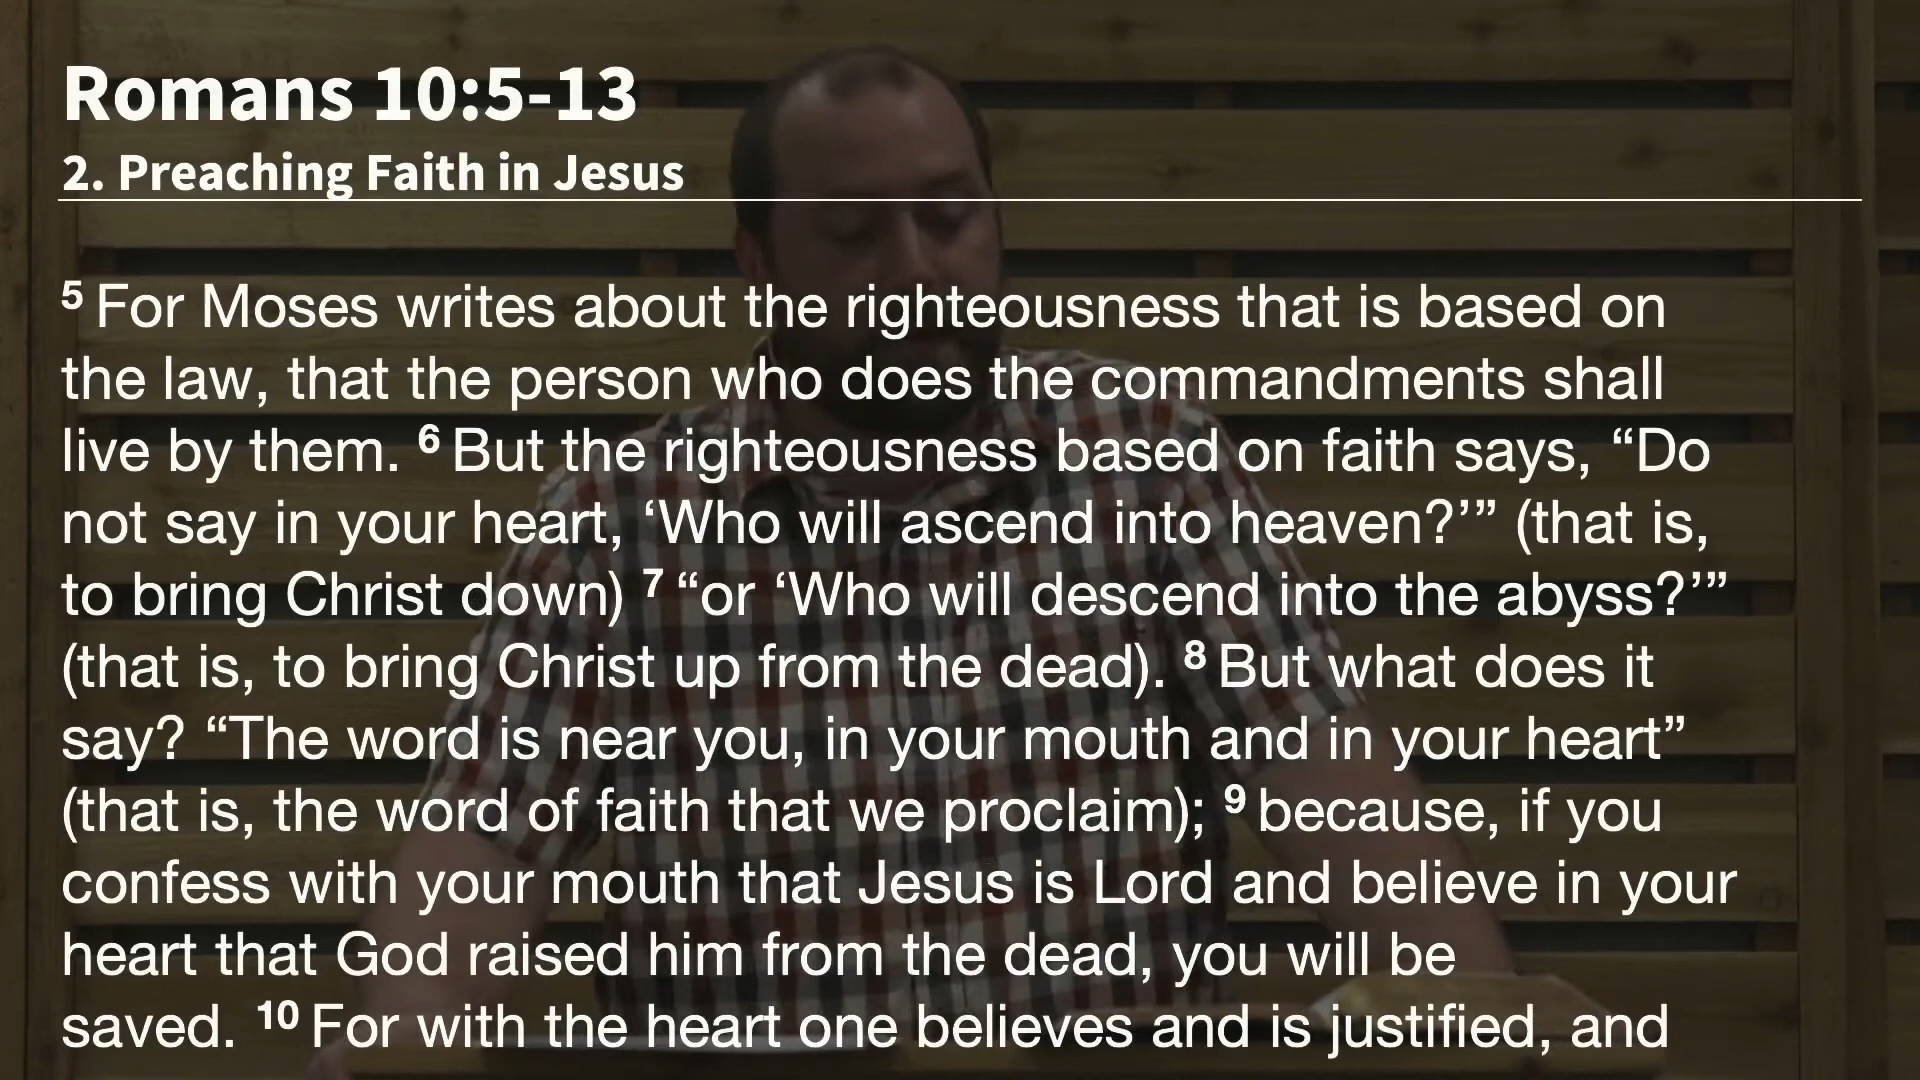 Romans 10:5-13
2. Preaching Faith in Jesus
5 For Moses writes about the righteousness that is based on
the law, that the person who does the commandments shall
live by them. 6 But the righteousness based on faith says, “Do
not say in your heart, ‘Who will ascend into heaven?’” (that is,
to bring Christ down) 7 “or ‘Who will descend into the abyss?’”
(that is, to bring Christ up from the dead). 8 But what does it
say? “The word is near you, in your mouth and in your heart”
(that is, the word of faith that we proclaim); 9 because, if you
confess with your mouth that Jesus is Lord and believe in your
heart that God raised him from the dead, you will be
saved. 10 For with the heart one believes and is justified, and